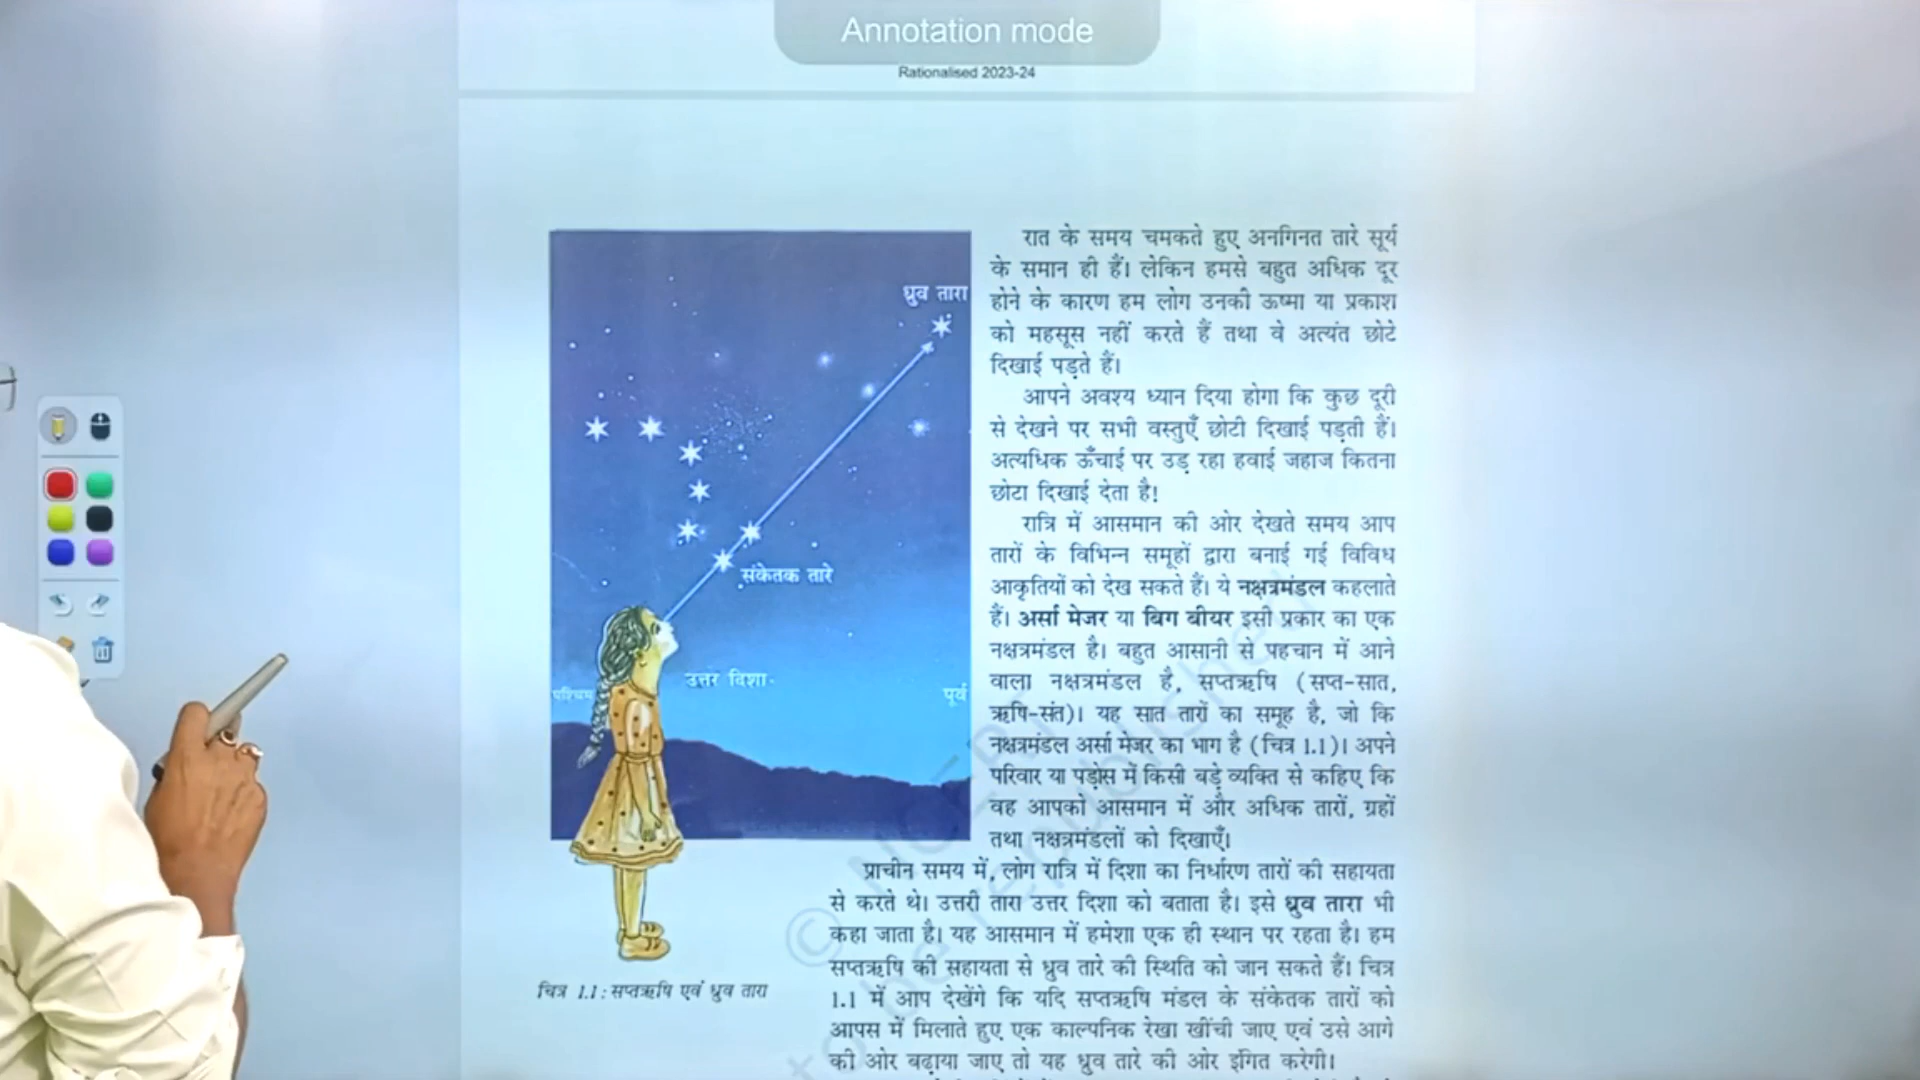 Annotation mode
Rationalised 2023-24
ध्रुव तारा
संकेतक तारे
उत्तर दिशा
पश्चिम
पूर्व
चित्र 1.1: सप्तऋषि एवं ध्रुव तारा
रात के समय चमकते हुए अनगिनत तारे सूर्य
के समान ही हैं। लेकिन हमसे बहुत अधिक दूर
होने के कारण हम लोग उनकी ऊष्मा या प्रकाश
को महसूस नहीं करते हैं तथा वे अत्यंत छोटे
दिखाई पड़ते हैं।
आपने अवश्य ध्यान दिया होगा कि कुछ दूरी
से देखने पर सभी वस्तुएँ छोटी दिखाई पड़ती हैं।
अत्यधिक ऊँचाई पर उड़ रहा हवाई जहाज कितना
छोटा दिखाई देता है!
रात्रि में आसमान की ओर देखते समय आप
तारों के विभिन्न समूहों द्वारा बनाई गई विविध
आकृतियों को देख सकते हैं। ये नक्षत्रमंडल कहलाते
हैं। अर्सा मेजर या बिग बीयर इसी प्रकार का एक
नक्षत्रमंडल है। बहुत आसानी से पहचान में आने
वाला नक्षत्रमंडल है, सप्तऋषि (सप्त-सात,
ऋषि-संत)। यह सात तारों का समूह है, जो कि
नक्षत्रमंडल अर्सा मेजर का भाग है (चित्र 1.1)। अपने
परिवार या पड़ोस में किसी बड़े व्यक्ति से कहिए कि
वह आपको आसमान में और अधिक तारों, ग्रहों
तथा नक्षत्रमंडलों को दिखाएँ।
प्राचीन समय में, लोग रात्रि में दिशा का निर्धारण तारों की सहायता
से करते थे। उत्तरी तारा उत्तर दिशा को बताता है। इसे ध्रुव तारा भी
कहा जाता है। यह आसमान में हमेशा एक ही स्थान पर रहता है। हम
सप्तऋषि की सहायता से ध्रुव तारे की स्थिति को जान सकते हैं। चित्र
1.1 में आप देखेंगे कि यदि सप्तऋषि मंडल के संकेतक तारों को
आपस में मिलाते हुए एक काल्पनिक रेखा खींची जाए एवं उसे आगे
की ओर बढ़ाया जाए तो यह ध्रुव तारे की ओर इंगित करेगी।